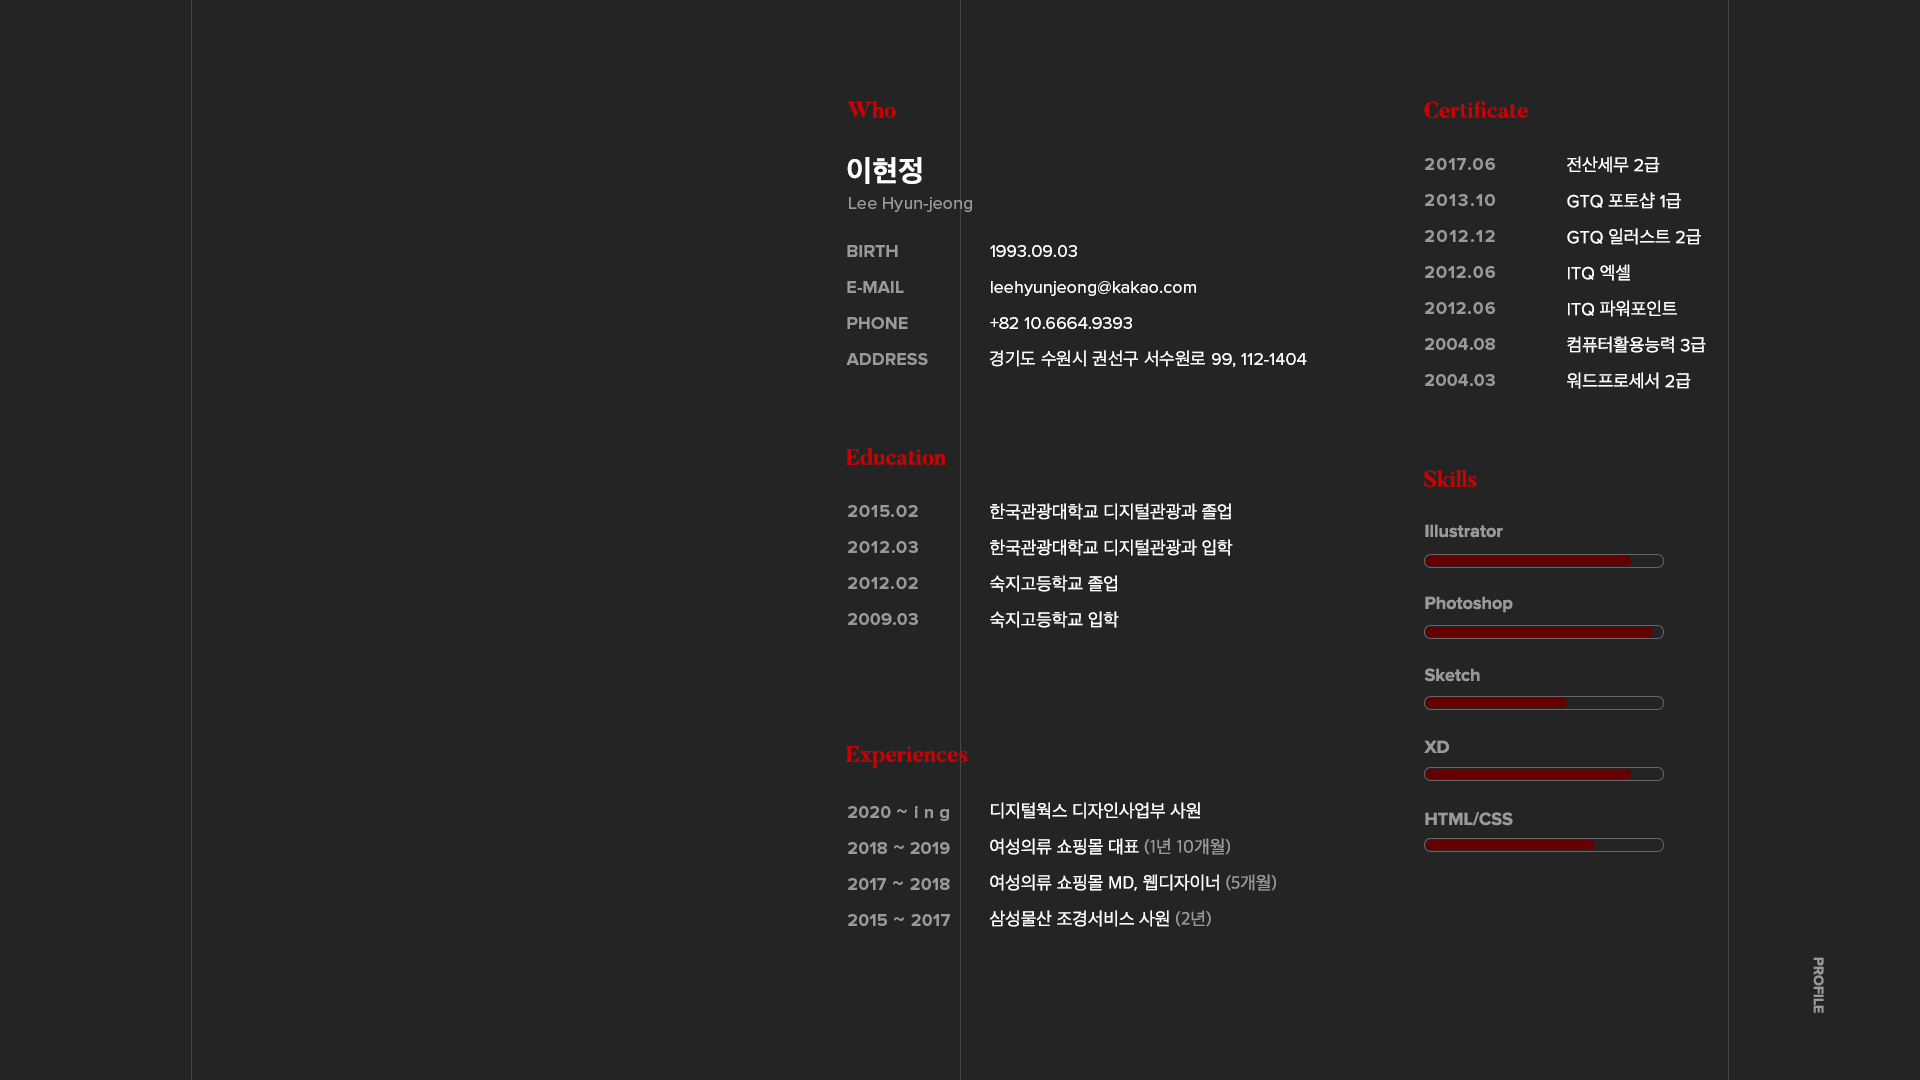 Who
이현정
Lee Hyun-jeong
BIRTH 1993.09.03
E-MAIL leehyunjeong@kakao.com
PHONE +82 10.6664.9393
ADDRESS 경기도 수원시 권선구 서수원로 99, 112-1404
Education
2015.02 한국관광대학교 디지털관광과 졸업
2012.03 한국관광대학교 디지털관광과 입학
2012.02 숙지고등학교 졸업
2009.03 숙지고등학교 입학
Experiences
2020 ~ i n g 디지털웍스 디자인사업부 사원
2018 ~ 2019 여성의류 쇼핑몰 대표 (1년 10개월)
2017 ~ 2018 여성의류 쇼핑몰 MD, 웹디자이너 (5개월)
2015 ~ 2017 삼성물산 조경서비스 사원 (2년)
Certificate
2017.06 전산세무 2급
2013.10 GTQ 포토샵 1급
2012.12 GTQ 일러스트 2급
2012.06 ITQ 엑셀
2012.06 ITQ 파워포인트
2004.08 컴퓨터활용능력 3급
2004.03 워드프로세서 2급
Skills
Illustrator
Photoshop
Sketch
XD
HTML/CSS
PROFILE